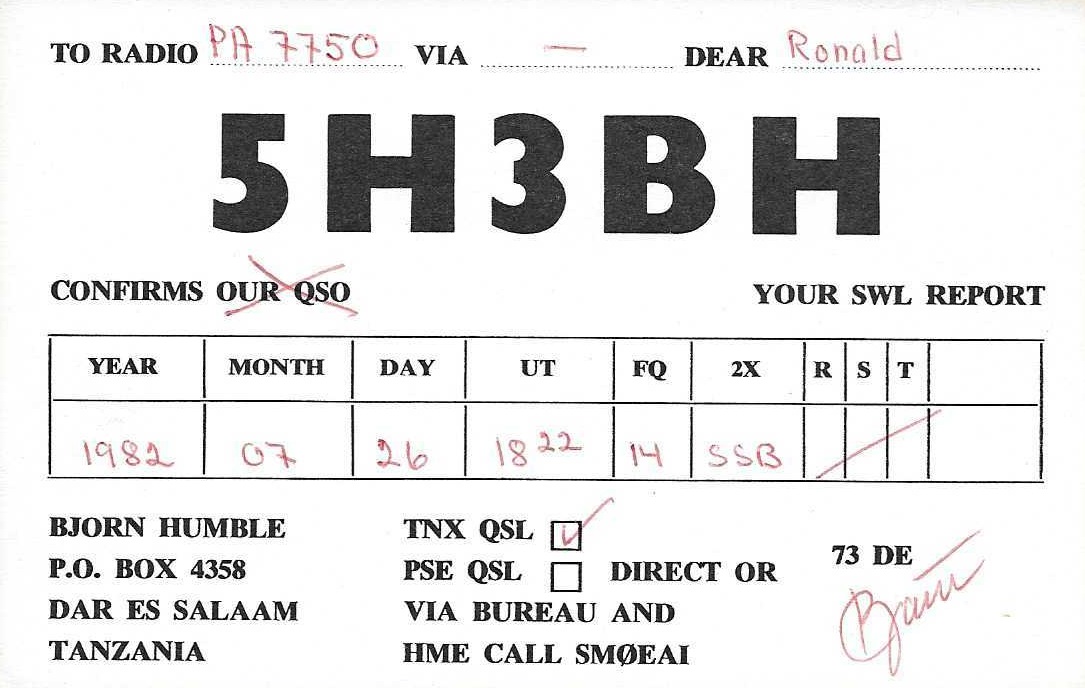 TO RADIO PA 7750 VIA — DEAR Ronald
5H3BH
CONFIRMS OUR QSO YOUR SWL REPORT
YEAR MONTH DAY UT FQ 2X R S T
1982 07 26 1822 14 SSB
BJORN HUMBLE TNX QSL
P.O. BOX 4358 PSE QSL DIRECT OR 73 DE
DAR ES SALAAM VIA BUREAU AND
TANZANIA HME CALL SMØEAI